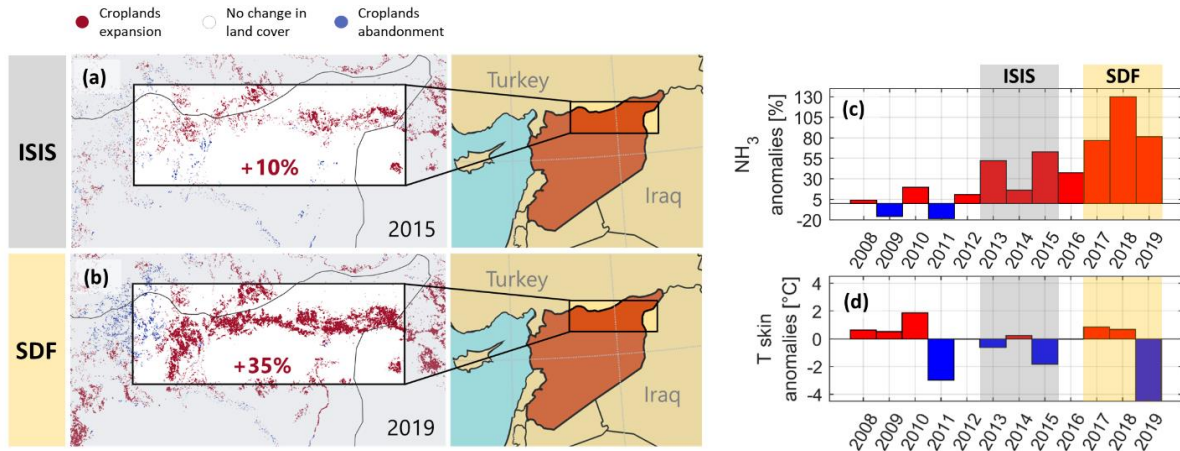 Croplands expansion
No change in land cover
Croplands abandonment
ISIS
(a)
+10%
2015
Turkey
Iraq
SDF
(b)
+35%
2019
Turkey
Iraq
ISIS
SDF
(c)
NH3 anomalies [%]
130
105
80
55
30
5
-20
2008
2009
2010
2011
2012
2013
2014
2015
2016
2017
2018
2019
(d)
T skin anomalies [°C]
4
2
0
-2
-4
2008
2009
2010
2011
2012
2013
2014
2015
2016
2017
2018
2019